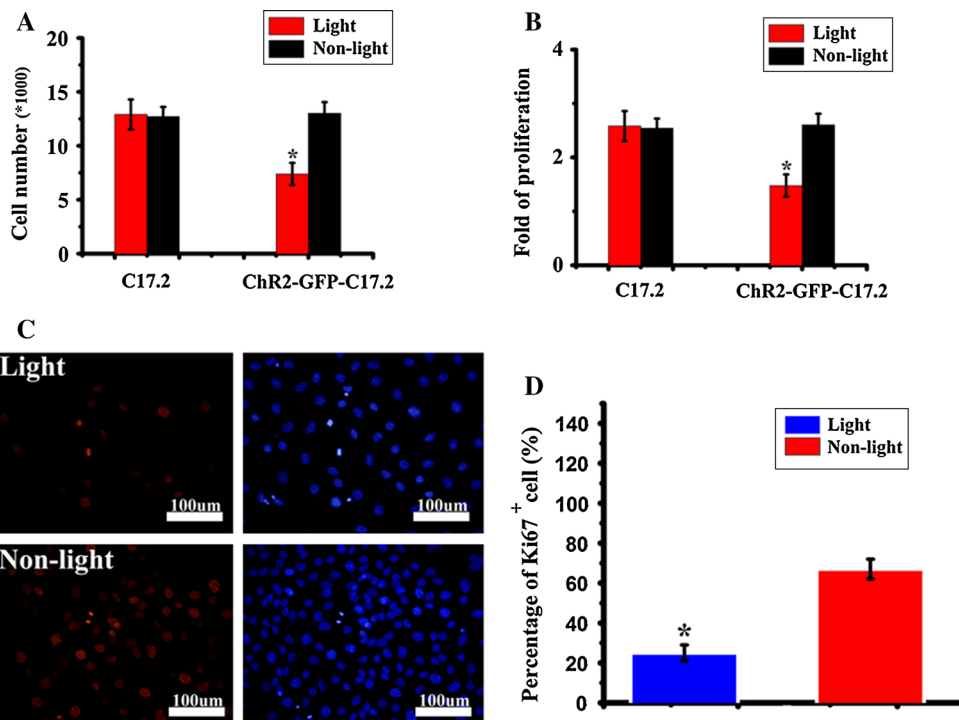 A
Light
Non-light
20
15
10
5
0
Cell number (*1000)
*
C17.2
ChR2-GFP-C17.2
B
Light
Non-light
4
2
0
Fold of proliferation
*
C17.2
ChR2-GFP-C17.2
C
Light
100um
100um
Non-light
100um
100um
D
Light
Non-light
140
120
100
80
60
40
20
0
Percentage of Ki67+ cell (%)
*